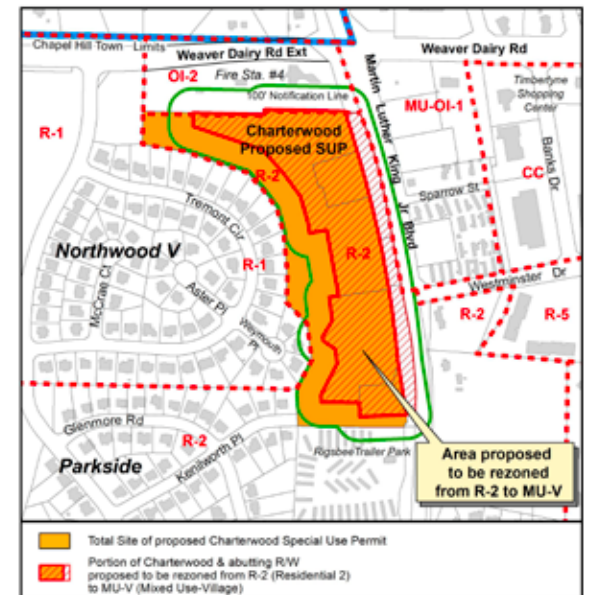 Chapel Hill Town Limits
Weaver Dairy Rd Ext
Weaver Dairy Rd
OI-2
Fire Sta. #4
100' Notification Line
Martin Luther King Jr Blvd
MU-OI-1
Timberlyne
Shopping
Center
R-1
Charterwood
Proposed SUP
R-2
CC
Banks Dr
Sparrow St
Tremont Cir
R-2
Northwood V
R-1
McCrae Ct
Aster Pl
Weymouth Pl
Westminster Dr
R-2
R-5
Glenmore Rd
R-2
Kenilworth Pl
Parkside
RigsbeeTrailer Park
Area proposed
to be rezoned
from R-2 to MU-V
Total Site of proposed Charterwood Special Use Permit
Portion of Charterwood & abutting R/W
proposed to be rezoned from R-2 (Residential 2)
to MU-V (Mixed Use-Village)